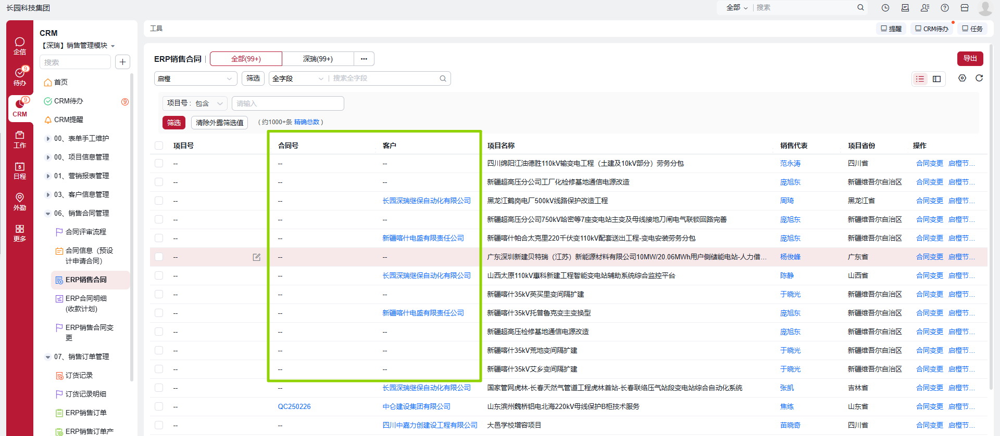 长园科技集团
全部
搜索
企信
9
待办
9
CRM
工作
5
日程
外勤
更多
CRM
【深瑞】销售管理模块
搜索
首页
CRM待办
9
CRM提醒
00、表单手工维护
00、项目信息管理
01、营销报表管理
03、客户信息管理
06、销售合同管理
合同评审流程
合同信息（预设
计申请合同）
ERP销售合同
ERP合同明细
(收款计划)
ERP销售合同变
更
07、销售订单管理
订货记录
订货记录明细
ERP销售订单
ERP销售订单产
工具
提醒
CRM待办
任务
ERP销售合同
全部(99+)
深瑞(99+)
···
导出
启橙
筛选
全字段
搜索全字段
项目号： 包含
请输入
筛选
清除外露筛选值
（ 约1000+条 精确总数 ）
项目号 合同号 客户 项目名称 销售代表 项目省份 操作
-- -- -- 四川绵阳江油德胜110kV输变电工程（土建及10kV部分）劳务分包 范永涛 四川省 合同变更 启橙节...
-- -- -- 新疆超高压分公司工厂化检修基地通信电源改造 庞旭东 新疆维吾尔自治区 合同变更 启橙节...
-- -- 长园深瑞继保自动化有限公司 黑龙江鹤岗电厂500kV线路保护改造工程 周琦 黑龙江省 合同变更 启橙节...
-- -- -- 新疆超高压分公司750kV哈密等7座变电站主变及母线接地刀闸电气联锁回路完善 庞旭东 新疆维吾尔自治区 合同变更 启橙节...
-- -- 新疆喀什电盛有限责任公司 新疆喀什帕合太克里220千伏变110kV配套送出工程-变电安装劳务分包 庞旭东 新疆维吾尔自治区 合同变更 启橙节...
-- -- -- 广东深圳新建贝特瑞（江苏）新能源材料有限公司10MW/20.06MWh用户侧储能电站-人力借... 杨俊峰 广东省 合同变更 启橙节...
-- -- 长园深瑞继保自动化有限公司 山西太原110kV惠科新建工程智能变电站辅助系统综合监控平台 陈静 山西省 合同变更 启橙节...
-- -- -- 新疆喀什35kV英买里变间隔扩建 于晓光 新疆维吾尔自治区 合同变更 启橙节...
-- -- 新疆喀什电盛有限责任公司 新疆喀什35kV托普鲁克变主变换型 庞旭东 新疆维吾尔自治区 合同变更 启橙节...
-- -- -- 新疆超高压检修基地通信电源改造 庞旭东 新疆维吾尔自治区 合同变更 启橙节...
-- -- -- 新疆喀什35kV荒地变间隔扩建 于晓光 新疆维吾尔自治区 合同变更 启橙节...
-- -- -- 新疆喀什35kV艾乡变间隔扩建 于晓光 新疆维吾尔自治区 合同变更 启橙节...
-- -- 长园深瑞继保自动化有限公司 国家管网虎林-长春天然气管道工程虎林首站-长春联络压气站段变电站综合自动化系统 张凯 吉林省 合同变更 启橙节...
-- QC250226 中仑建设集团有限公司 山东滨州魏桥铝电北海220kV母线保护B柜技术服务 焦练 山东省 合同变更 启橙节...
-- -- 四川中嘉力创建设工程有限公司 大邑学校增容项目 苗晓奇 四川省 合同变更 启橙节...